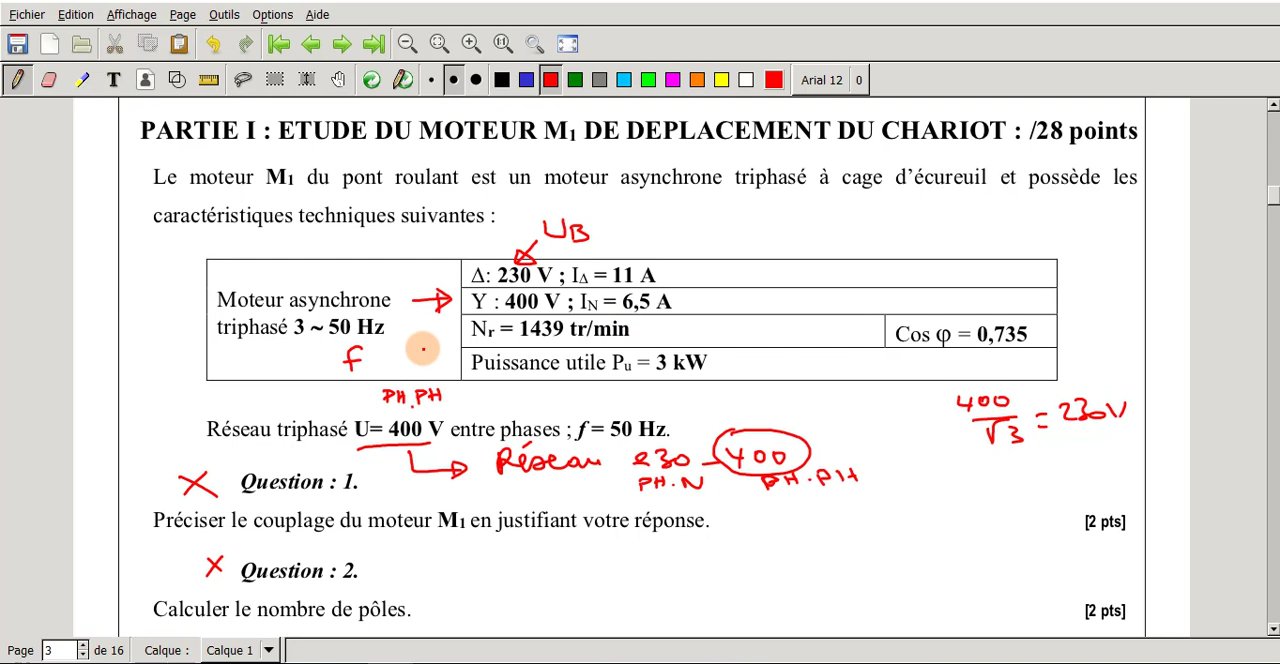 Fichier Edition Affichage Page Outils Options Aide
T 1:1 Arial 12 0
PARTIE I : ETUDE DU MOTEUR M1 DE DEPLACEMENT DU CHARIOT : /28 points
Le moteur M1 du pont roulant est un moteur asynchrone triphasé à cage d'écureuil et possède les
caractéristiques techniques suivantes :
UB
Δ: 230 V ; IΔ = 11 A
Moteur asynchrone
triphasé 3 ~ 50 Hz
Y : 400 V ; IN = 6,5 A
Nr = 1439 tr/min
Cos φ = 0,735
f
Puissance utile Pu = 3 kW
PH.PH
400/√3 = 230V
Réseau triphasé U= 400 V entre phases ; f = 50 Hz.
Réseau 230 - 400
PH.N PH.PH
Question : 1.
Préciser le couplage du moteur M1 en justifiant votre réponse. [2 pts]
Question : 2.
Calculer le nombre de pôles. [2 pts]
Page 3 de 16 Calque : Calque 1